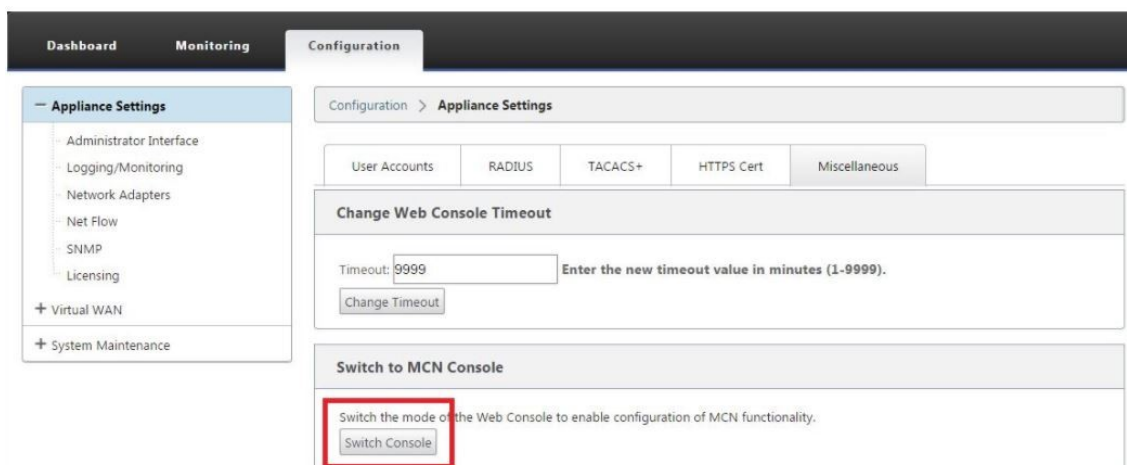 Dashboard Monitoring Configuration
Appliance Settings
Administrator Interface
Logging/Monitoring
Network Adapters
Net Flow
SNMP
Licensing
Virtual WAN
System Maintenance
Configuration > Appliance Settings
User Accounts RADIUS TACACS+ HTTPS Cert Miscellaneous
Change Web Console Timeout
Timeout: 9999 Enter the new timeout value in minutes (1-9999).
Change Timeout
Switch to MCN Console
Switch the mode of the Web Console to enable configuration of MCN functionality.
Switch Console